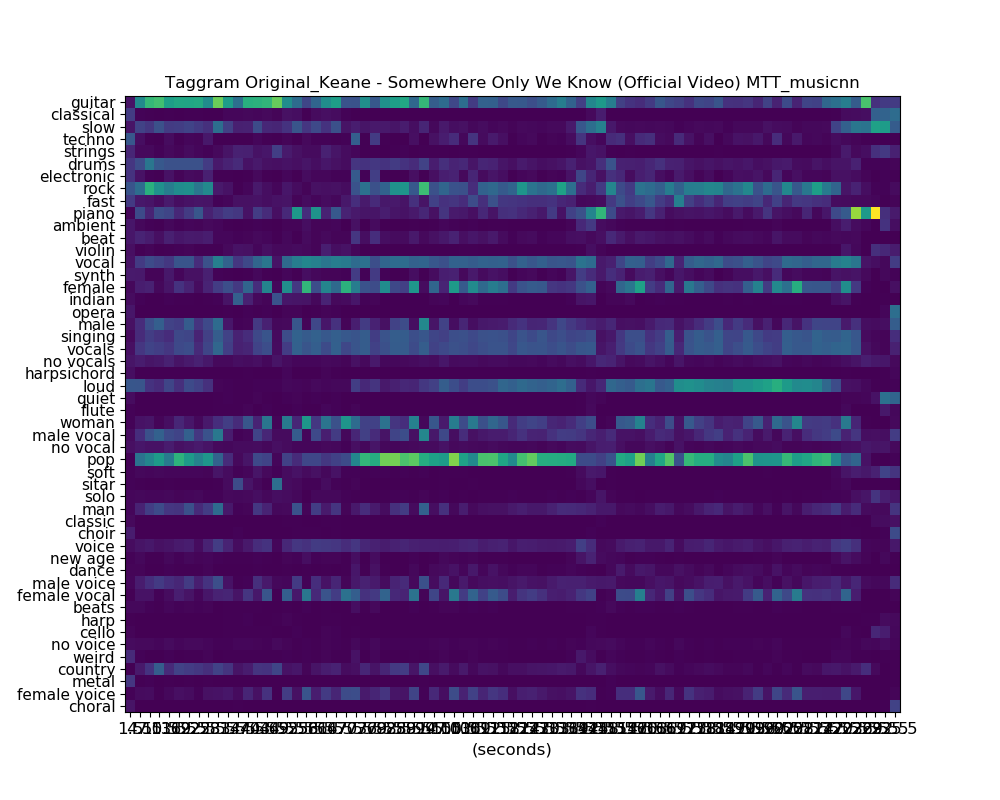 Taggram Original_Keane - Somewhere Only We Know (Official Video) MTT_musicnn
guitar
classical
slow
techno
strings
drums
electronic
rock
fast
piano
ambient
beat
violin
vocal
synth
female
indian
opera
male
singing
vocals
no vocals
harpsichord
loud
quiet
flute
woman
male vocal
no vocal
pop
soft
sitar
solo
man
classic
choir
voice
new age
dance
male voice
female vocal
beats
harp
cello
no voice
weird
country
metal
female voice
choral
(seconds)